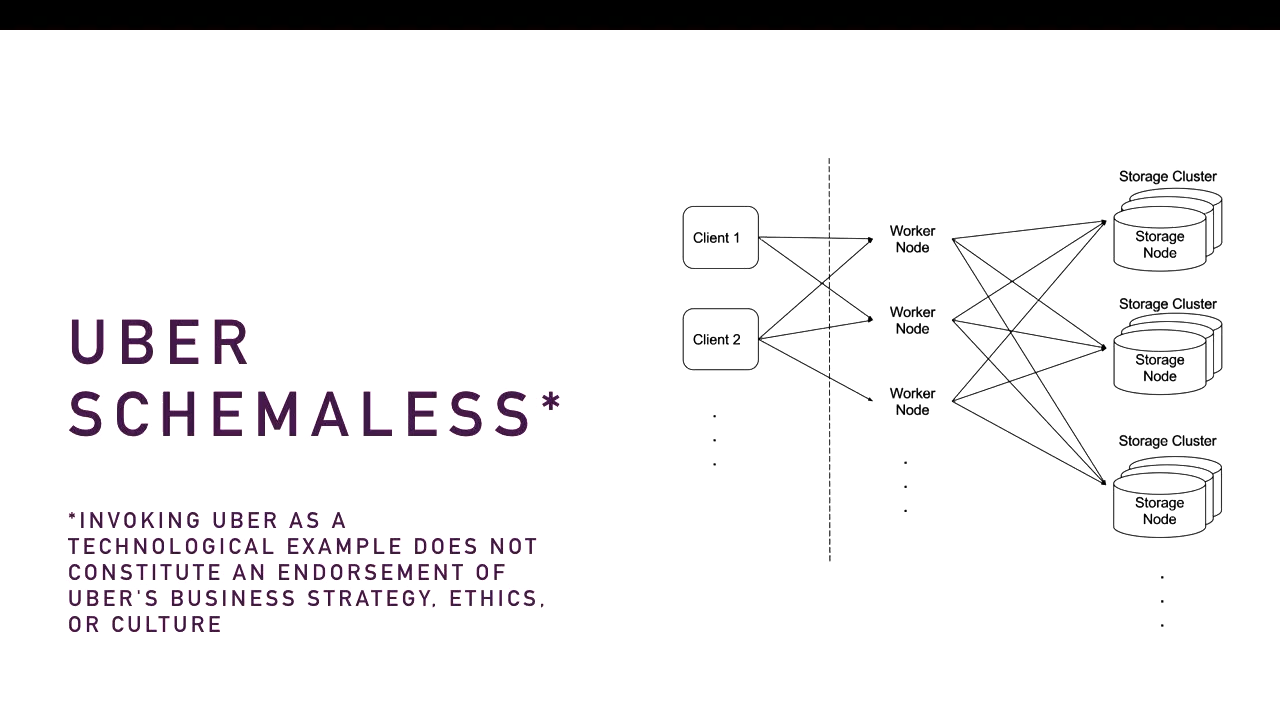 UBER
SCHEMALESS*
*INVOKING UBER AS A
TECHNOLOGICAL EXAMPLE DOES NOT
CONSTITUTE AN ENDORSEMENT OF
UBER'S BUSINESS STRATEGY, ETHICS,
OR CULTURE
Client 1
Client 2
Worker
Node
Worker
Node
Worker
Node
Storage Cluster
Storage
Node
Storage Cluster
Storage
Node
Storage Cluster
Storage
Node